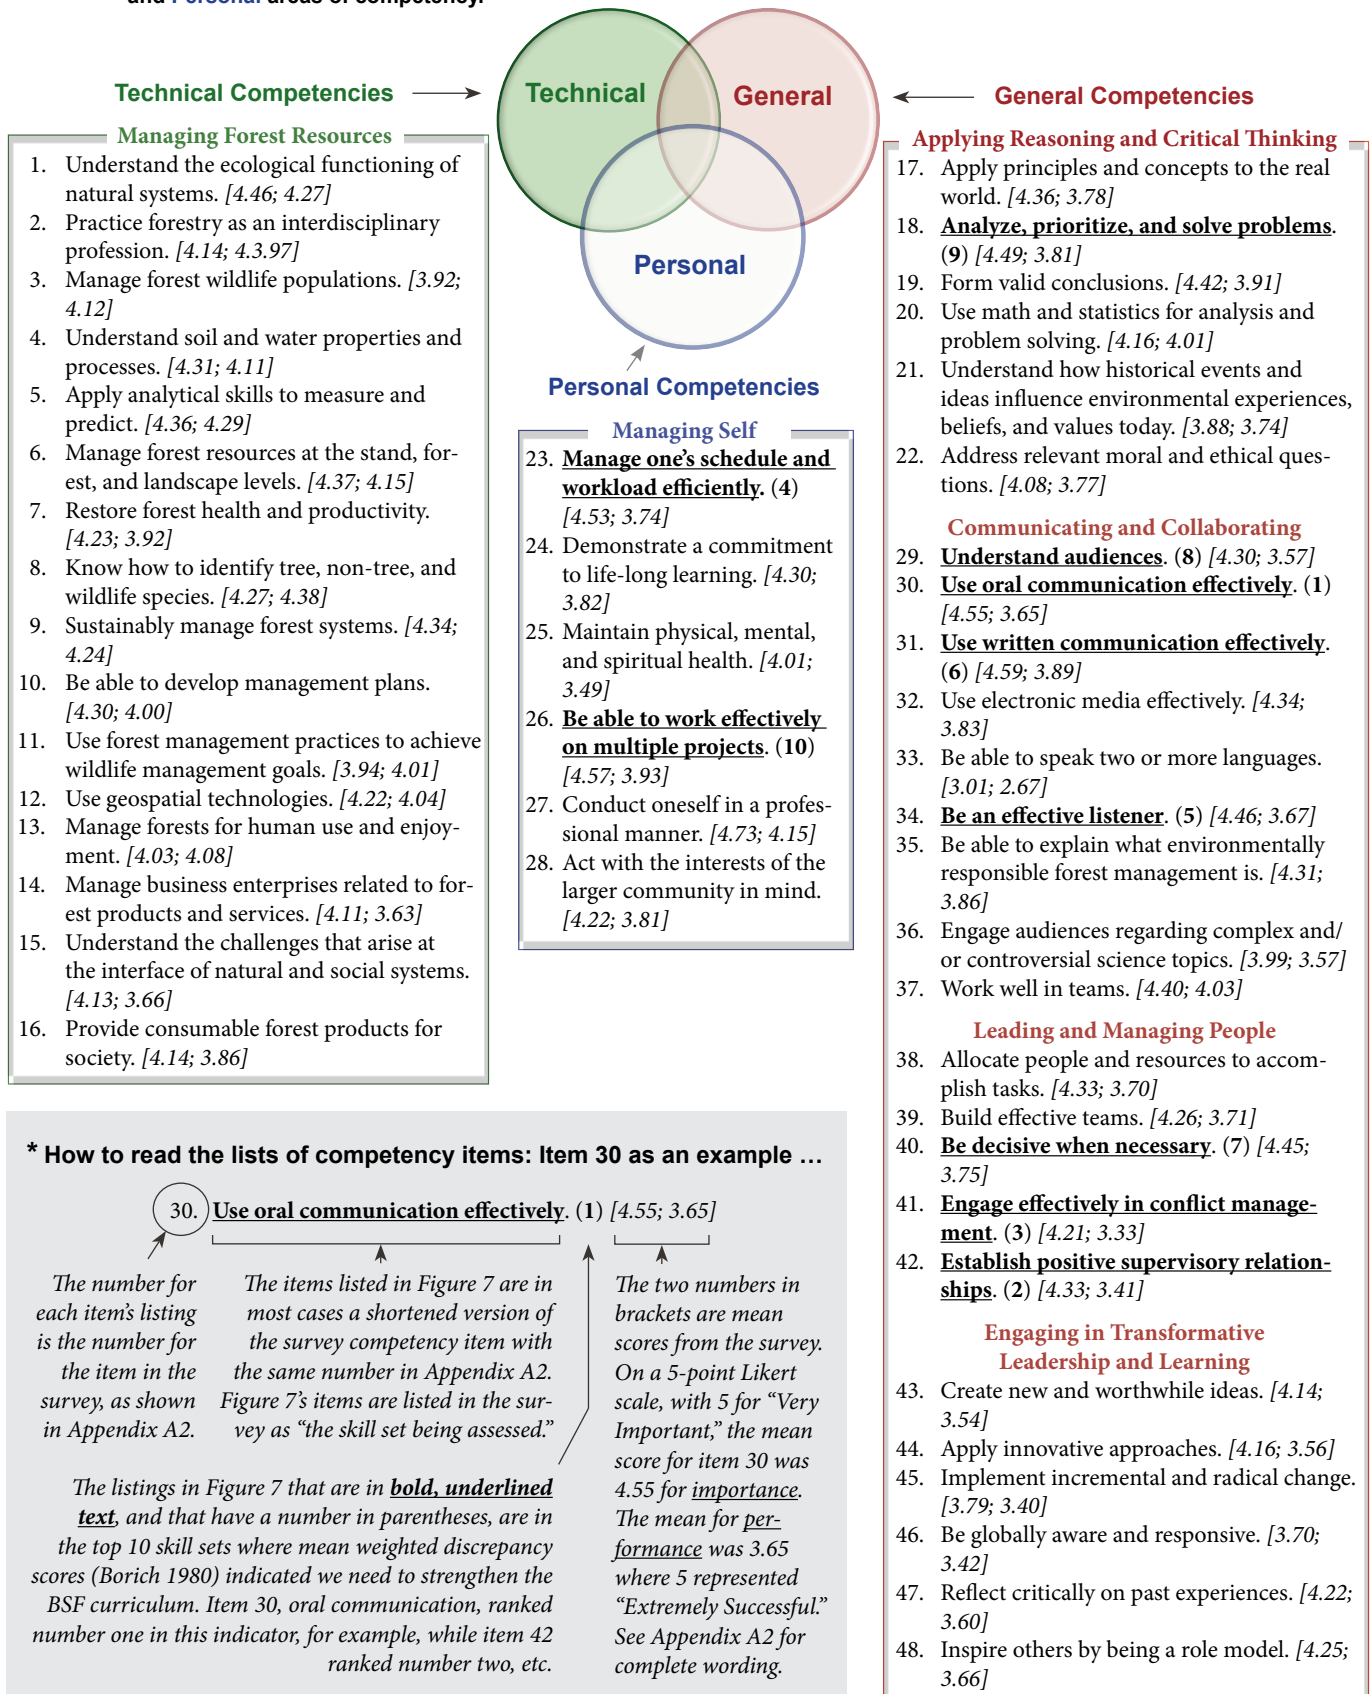 and Personal areas of competency.
Technical
General
Personal
Technical Competencies
Managing Forest Resources
1. Understand the ecological functioning of
natural systems. [4.46; 4.27]
2. Practice forestry as an interdisciplinary
profession. [4.14; 4.3.97]
3. Manage forest wildlife populations. [3.92;
4.12]
4. Understand soil and water properties and
processes. [4.31; 4.11]
5. Apply analytical skills to measure and
predict. [4.36; 4.29]
6. Manage forest resources at the stand, for-
est, and landscape levels. [4.37; 4.15]
7. Restore forest health and productivity.
[4.23; 3.92]
8. Know how to identify tree, non-tree, and
wildlife species. [4.27; 4.38]
9. Sustainably manage forest systems. [4.34;
4.24]
10. Be able to develop management plans.
[4.30; 4.00]
11. Use forest management practices to achieve
wildlife management goals. [3.94; 4.01]
12. Use geospatial technologies. [4.22; 4.04]
13. Manage forests for human use and enjoy-
ment. [4.03; 4.08]
14. Manage business enterprises related to for-
est products and services. [4.11; 3.63]
15. Understand the challenges that arise at
the interface of natural and social systems.
[4.13; 3.66]
16. Provide consumable forest products for
society. [4.14; 3.86]
Personal Competencies
Managing Self
23. Manage one's schedule and
workload efficiently. (4)
[4.53; 3.74]
24. Demonstrate a commitment
to life-long learning. [4.30;
3.82]
25. Maintain physical, mental,
and spiritual health. [4.01;
3.49]
26. Be able to work effectively
on multiple projects. (10)
[4.57; 3.93]
27. Conduct oneself in a profes-
sional manner. [4.73; 4.15]
28. Act with the interests of the
larger community in mind.
[4.22; 3.81]
General Competencies
Applying Reasoning and Critical Thinking
17. Apply principles and concepts to the real
world. [4.36; 3.78]
18. Analyze, prioritize, and solve problems.
(9) [4.49; 3.81]
19. Form valid conclusions. [4.42; 3.91]
20. Use math and statistics for analysis and
problem solving. [4.16; 4.01]
21. Understand how historical events and
ideas influence environmental experiences,
beliefs, and values today. [3.88; 3.74]
22. Address relevant moral and ethical ques-
tions. [4.08; 3.77]
Communicating and Collaborating
29. Understand audiences. (8) [4.30; 3.57]
30. Use oral communication effectively. (1)
[4.55; 3.65]
31. Use written communication effectively.
(6) [4.59; 3.89]
32. Use electronic media effectively. [4.34;
3.83]
33. Be able to speak two or more languages.
[3.01; 2.67]
34. Be an effective listener. (5) [4.46; 3.67]
35. Be able to explain what environmentally
responsible forest management is. [4.31;
3.86]
36. Engage audiences regarding complex and/
or controversial science topics. [3.99; 3.57]
37. Work well in teams. [4.40; 4.03]
Leading and Managing People
38. Allocate people and resources to accom-
plish tasks. [4.33; 3.70]
39. Build effective teams. [4.26; 3.71]
40. Be decisive when necessary. (7) [4.45;
3.75]
41. Engage effectively in conflict manage-
ment. (3) [4.21; 3.33]
42. Establish positive supervisory relation-
ships. (2) [4.33; 3.41]
Engaging in Transformative
Leadership and Learning
43. Create new and worthwhile ideas. [4.14;
3.54]
44. Apply innovative approaches. [4.16; 3.56]
45. Implement incremental and radical change.
[3.79; 3.40]
46. Be globally aware and responsive. [3.70;
3.42]
47. Reflect critically on past experiences. [4.22;
3.60]
48. Inspire others by being a role model. [4.25;
3.66]
* How to read the lists of competency items: Item 30 as an example …
30. Use oral communication effectively. (1) [4.55; 3.65]
The number for
each item's listing
is the number for
the item in the
survey, as shown
in Appendix A2.
The items listed in Figure 7 are in
most cases a shortened version of
the survey competency item with
the same number in Appendix A2.
Figure 7's items are listed in the sur-
vey as "the skill set being assessed."
The listings in Figure 7 that are in bold, underlined
text, and that have a number in parentheses, are in
the top 10 skill sets where mean weighted discrepancy
scores (Borich 1980) indicated we need to strengthen the
BSF curriculum. Item 30, oral communication, ranked
number one in this indicator, for example, while item 42
ranked number two, etc.
The two numbers in
brackets are mean
scores from the survey.
On a 5-point Likert
scale, with 5 for "Very
Important," the mean
score for item 30 was
4.55 for importance.
The mean for per-
formance was 3.65
where 5 represented
"Extremely Successful."
See Appendix A2 for
complete wording.